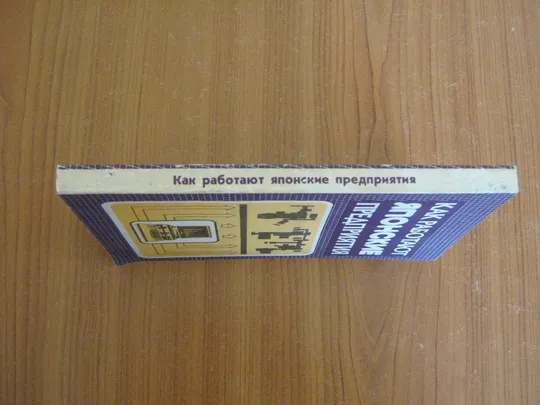 Как работают японские предприятия
КАК РАБОТАЮТ
ЯПОНСКИЕ
ПРЕДПРИЯТИЯ